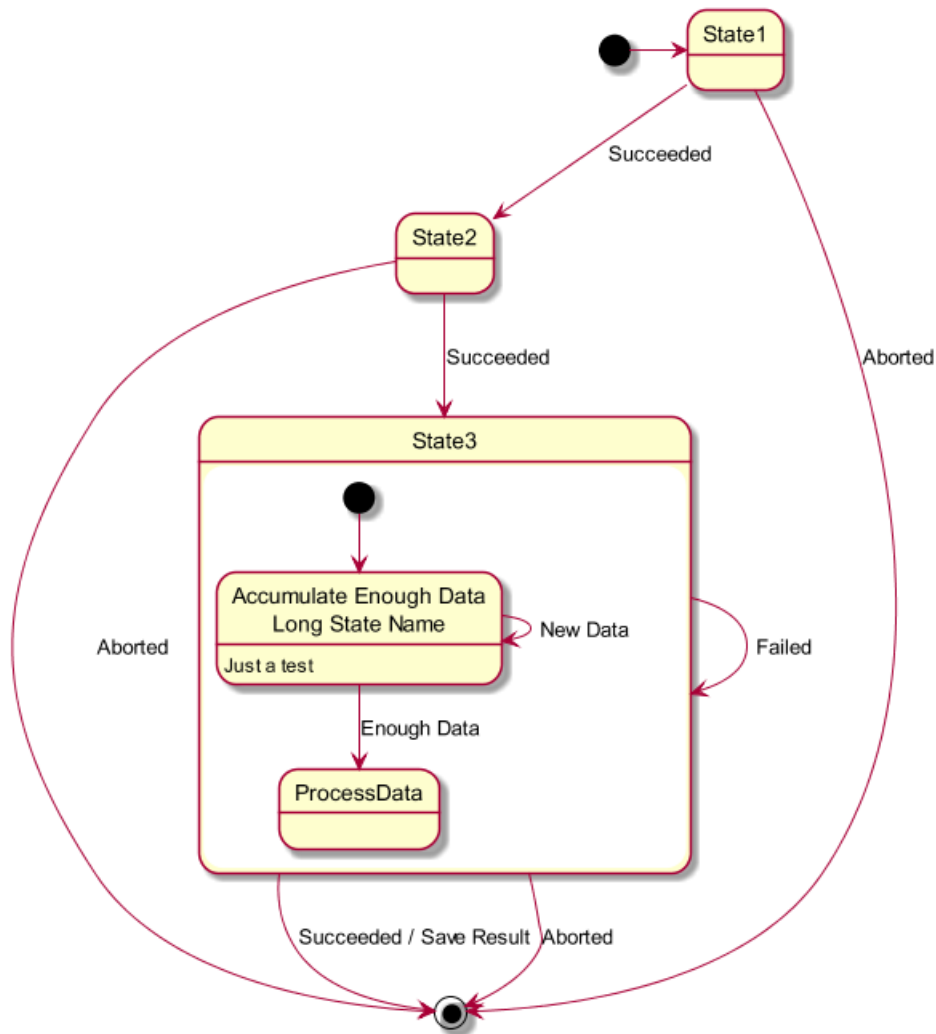 State1
Succeeded
State2
Succeeded
Aborted
State3
Accumulate Enough Data
Long State Name
New Data
Just a test
Aborted
Failed
Enough Data
ProcessData
Succeeded / Save Result
Aborted